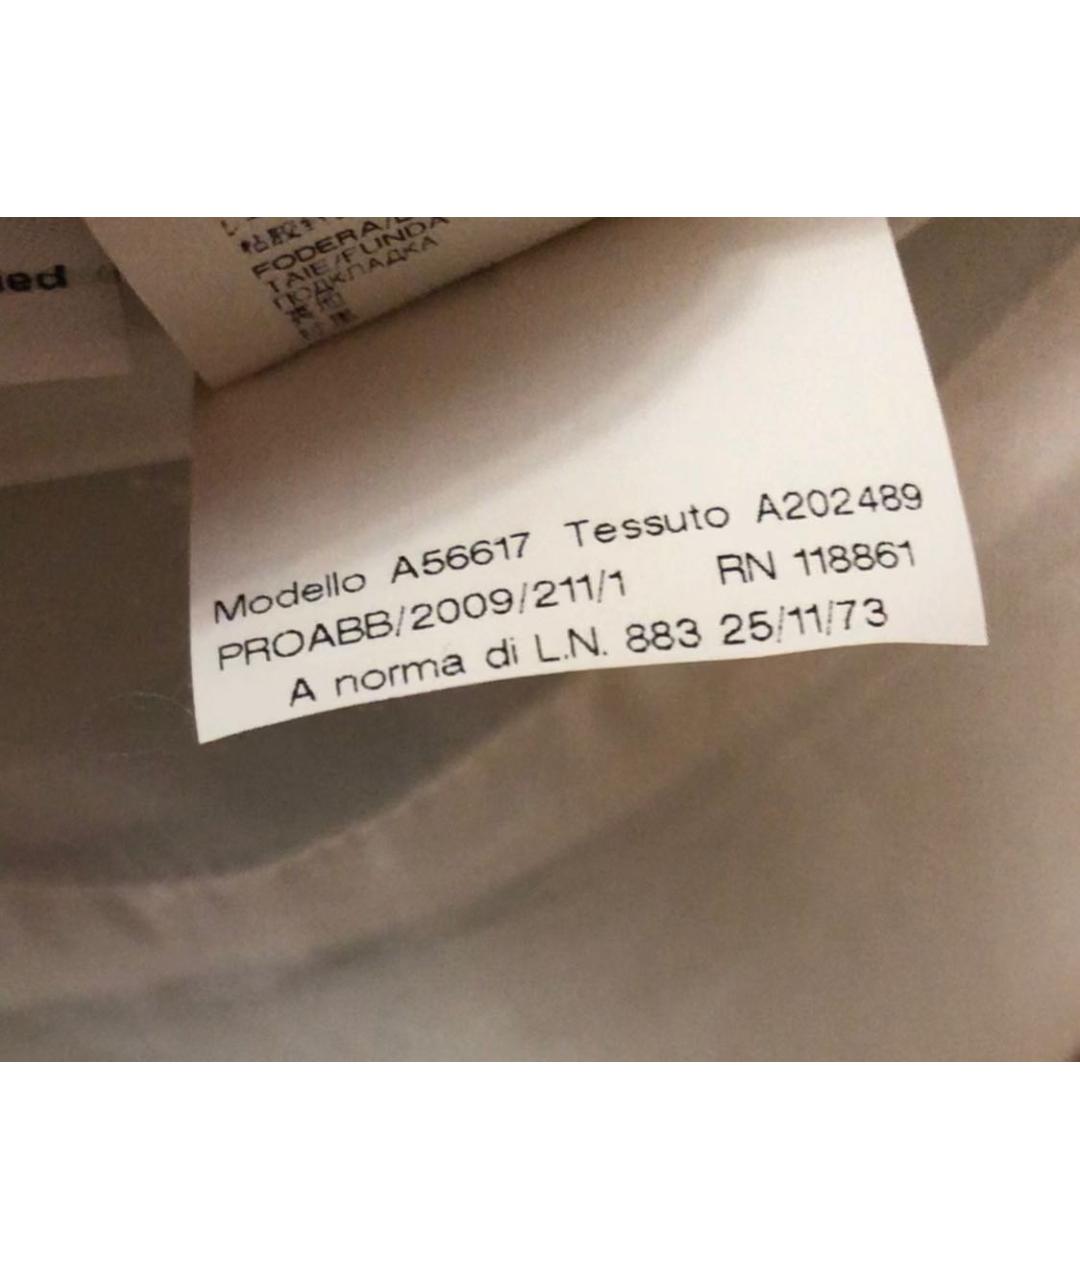 ied
FODERA/
TAIE/FUNDA
ПОДКЛАДКА
Modello A56617 Tessuto A202489
PROABB/2009/211/1 RN 118861
A norma di L.N. 883 25/11/73